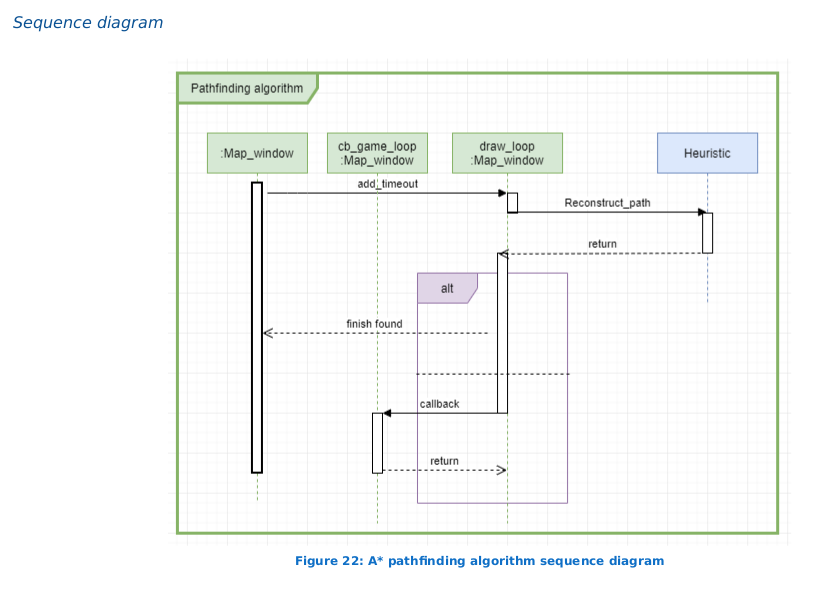 Sequence diagram
Pathfinding algorithm
:Map_window
cb_game_loop
:Map_window
draw_loop
:Map_window
Heuristic
add_timeout
Reconstruct_path
return
alt
finish found
callback
return
Figure 22: A* pathfinding algorithm sequence diagram